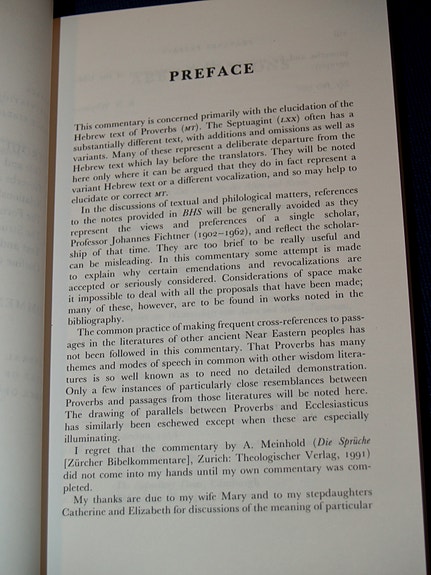 PREFACE
This commentary is concerned primarily with the elucidation of the
Hebrew text of Proverbs (MT). The Septuagint (LXX) often has a
substantially different text, with additions and omissions as well as
variants. Many of these represent a deliberate departure from the
Hebrew text which lay before the translators. They will be noted
here only where it can be argued that they do in fact represent a
variant Hebrew text or a different vocalization, and so may help to
elucidate or correct MT.
In the discussions of textual and philological matters, references
to the notes provided in BHS will be generally avoided as they
represent the views and preferences of a single scholar,
Professor Johannes Fichtner (1902–1962), and reflect the scholar-
ship of that time. They are too brief to be really useful and
can be misleading. In this commentary some attempt is made
to explain why certain emendations and revocalizations are
accepted or seriously considered. Considerations of space make
it impossible to deal with all the proposals that have been made;
many of these, however, are to be found in works noted in the
bibliography.
The common practice of making frequent cross-references to pass-
ages in the literatures of other ancient Near Eastern peoples has
not been followed in this commentary. That Proverbs has many
themes and modes of speech in common with other wisdom litera-
tures is so well known as to need no detailed demonstration.
Only a few instances of particularly close resemblances between
Proverbs and passages from those literatures will be noted here.
The drawing of parallels between Proverbs and Ecclesiasticus
has similarly been eschewed except when these are especially
illuminating.
I regret that the commentary by A. Meinhold (Die Sprüche
[Zürcher Bibelkommentare], Zurich: Theologischer Verlag, 1991)
did not come into my hands until my own commentary was com-
pleted.
My thanks are due to my wife Mary and to my stepdaughters
Catherine and Elizabeth for discussions of the meaning of particular